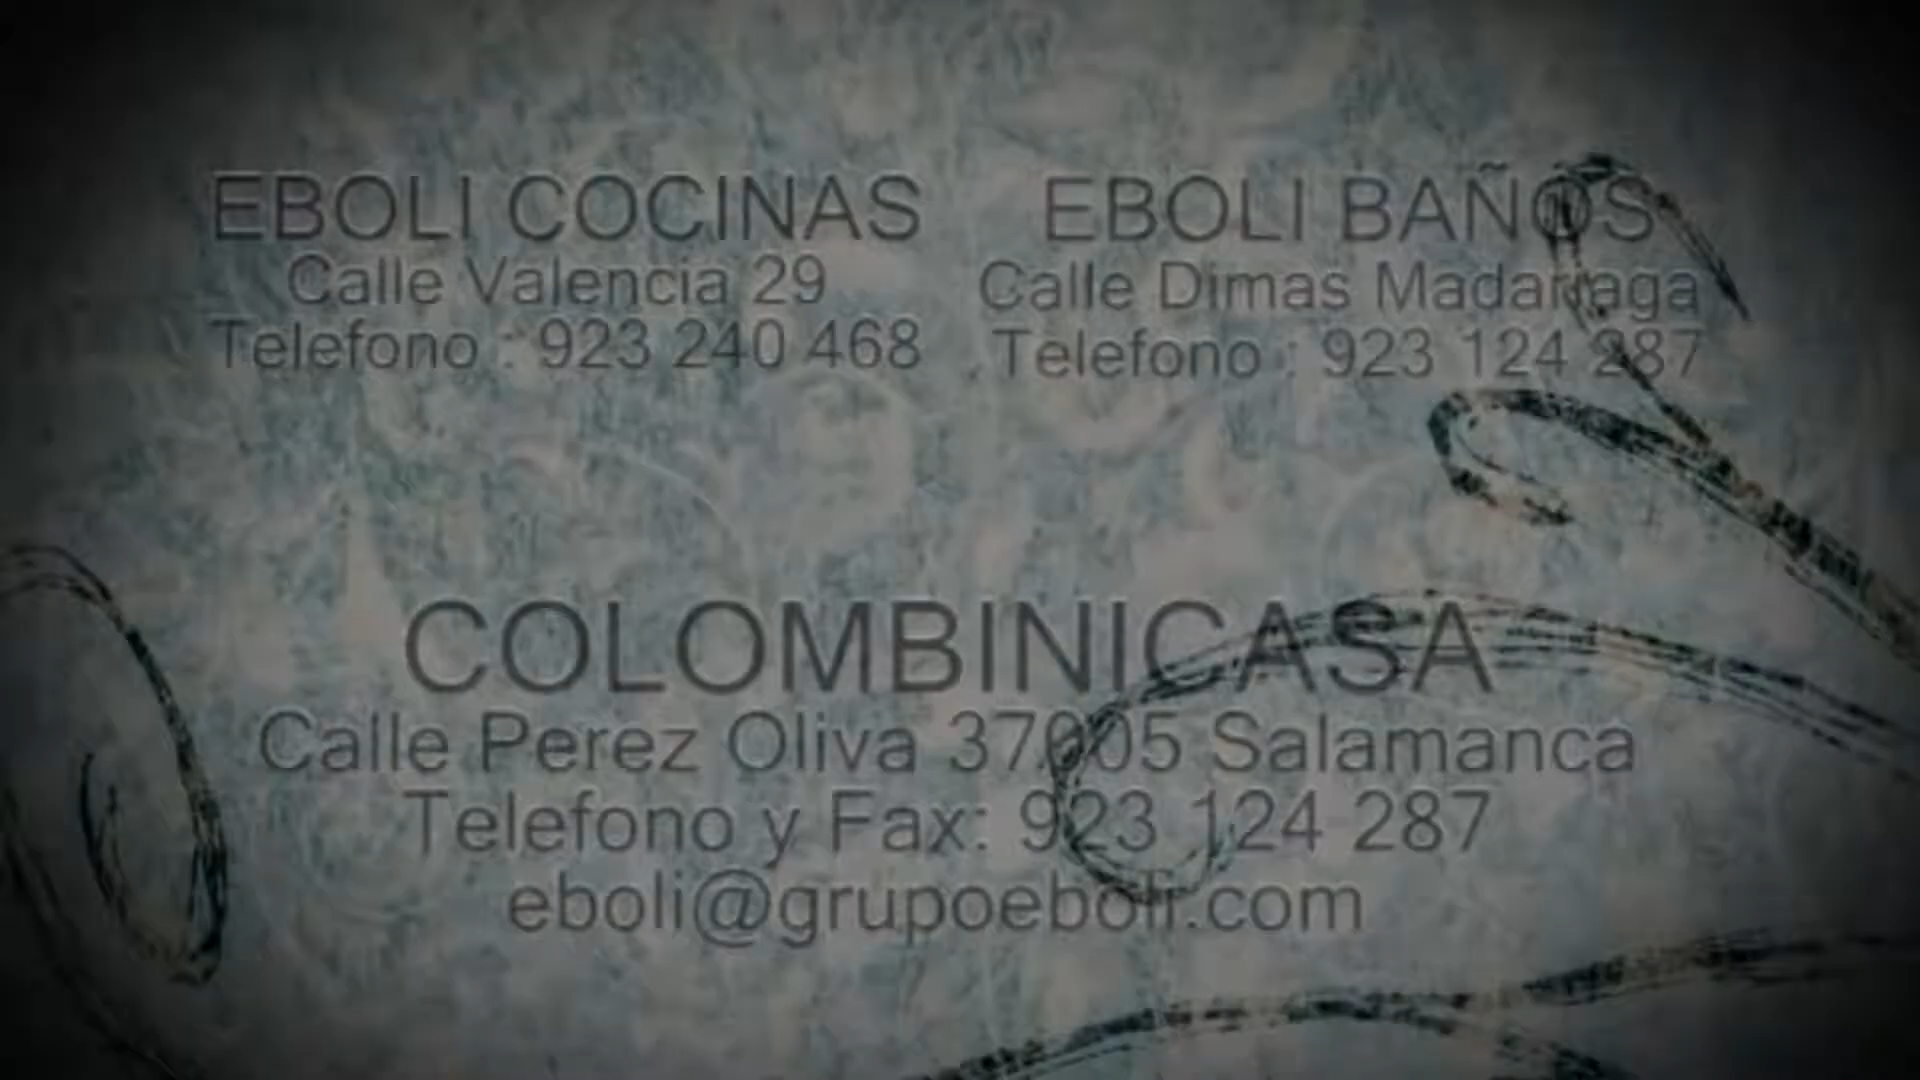 EBOLI COCINAS
Calle Valencia 29
Telefono : 923 240 468
EBOLI BAÑOS
Calle Dimas Madariaga
Telefono : 923 124 287
COLOMBINICASA
Calle Perez Oliva 37005 Salamanca
Telefono y Fax: 923 124 287
eboli@grupoeboli.com